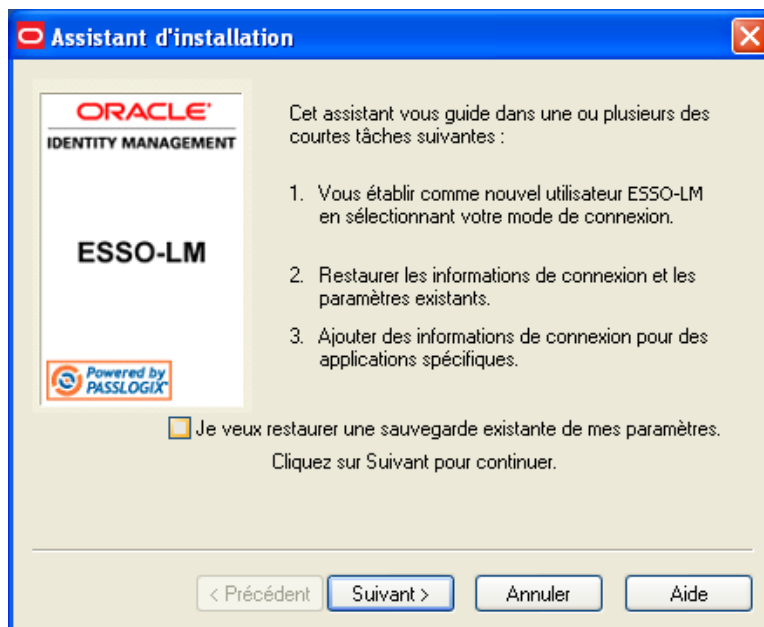 Assistant d'installation
ORACLE'
IDENTITY MANAGEMENT
ESSO-LM
Powered by
PASSLOGIX
Cet assistant vous guide dans une ou plusieurs des
courtes tâches suivantes :
1. Vous établir comme nouvel utilisateur ESSO-LM
en sélectionnant votre mode de connexion.
2. Restaurer les informations de connexion et les
paramètres existants.
3. Ajouter des informations de connexion pour des
applications spécifiques.
Je veux restaurer une sauvegarde existante de mes paramètres.
Cliquez sur Suivant pour continuer.
< Précédent Suivant > Annuler Aide